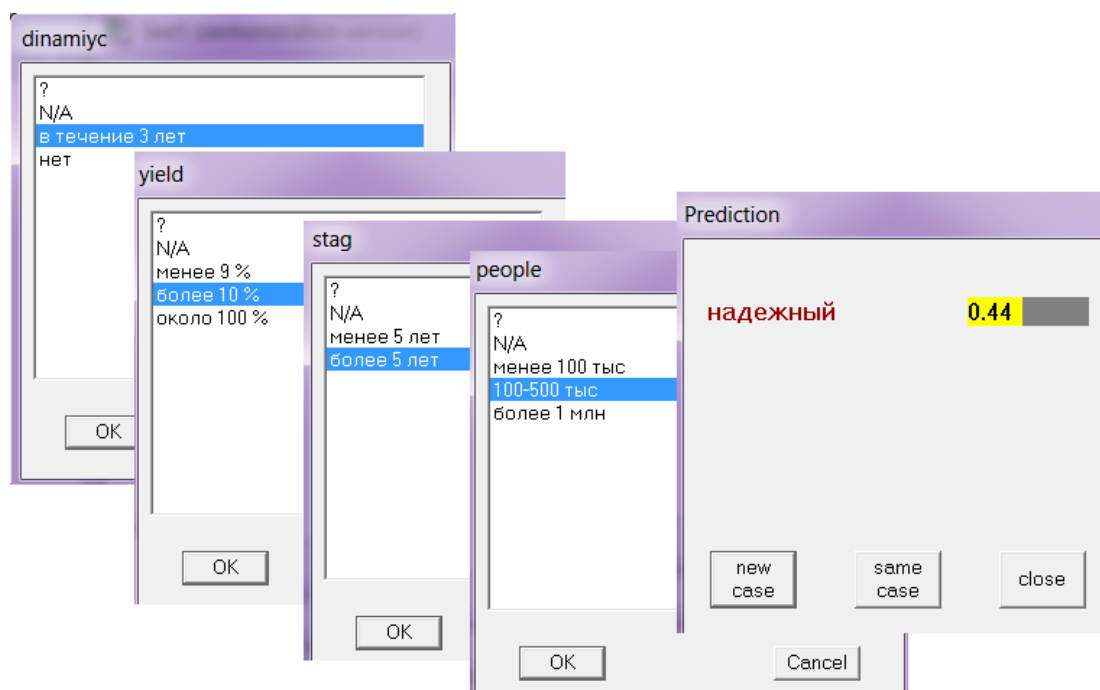 dinamiyc
?
N/A
в течение 3 лет
нет
OK
yield
?
N/A
менее 9 %
более 10 %
около 100 %
OK
stag
?
N/A
менее 5 лет
более 5 лет
OK
people
?
N/A
менее 100 тыс
100-500 тыс
более 1 млн
OK
Cancel
Prediction
надежный 0.44
new
case
same
case
close